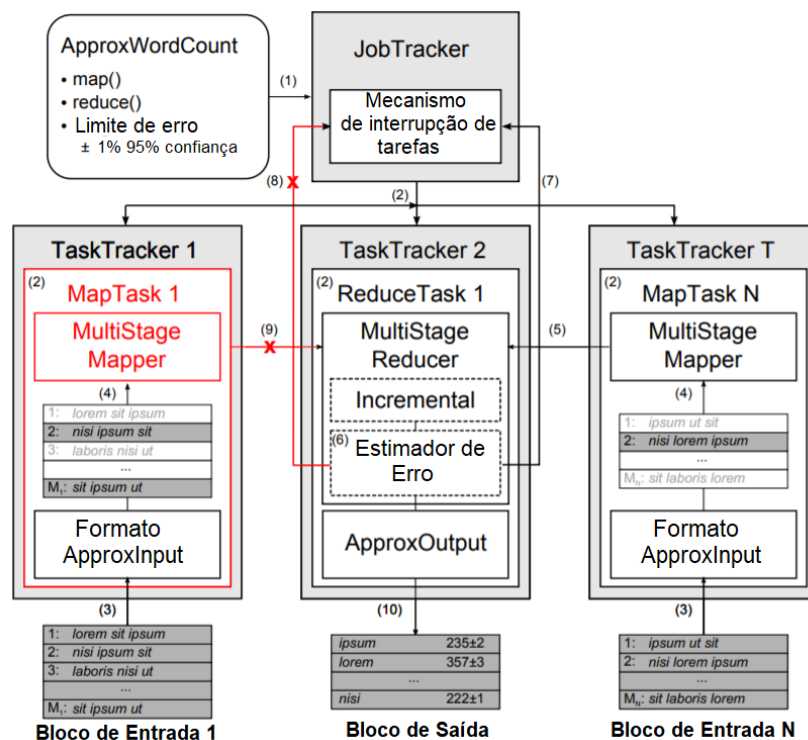 ApproxWordCount
• map()
• reduce()
• Limite de erro
± 1% 95% confiança
(1)
JobTracker
Mecanismo
de interrupção de
tarefas
(8)
x
(2)
(7)
TaskTracker 1
(2)
MapTask 1
MultiStage
Mapper
(4)
1: lorem sit ipsum
2: nisi ipsum sit
3: laboris nisi ut
...
M₁: sit ipsum ut
Formato
ApproxInput
(3)
1: lorem sit ipsum
2: nisi ipsum sit
3: laboris nisi ut
...
M₁: sit ipsum ut
Bloco de Entrada 1
(9)
x
TaskTracker 2
(2)
ReduceTask 1
MultiStage
Reducer
Incremental
(6)
Estimador de
Erro
ApproxOutput
(10)
ipsum 235±2
lorem 357±3
... ...
nisi 222±1
Bloco de Saída
(5)
TaskTracker T
(2)
MapTask N
MultiStage
Mapper
(4)
1: ipsum ut sit
2: nisi lorem ipsum
...
Mₙ: sit laboris lorem
Formato
ApproxInput
(3)
1: ipsum ut sit
2: nisi lorem ipsum
...
Mₙ: sit laboris lorem
Bloco de Entrada N